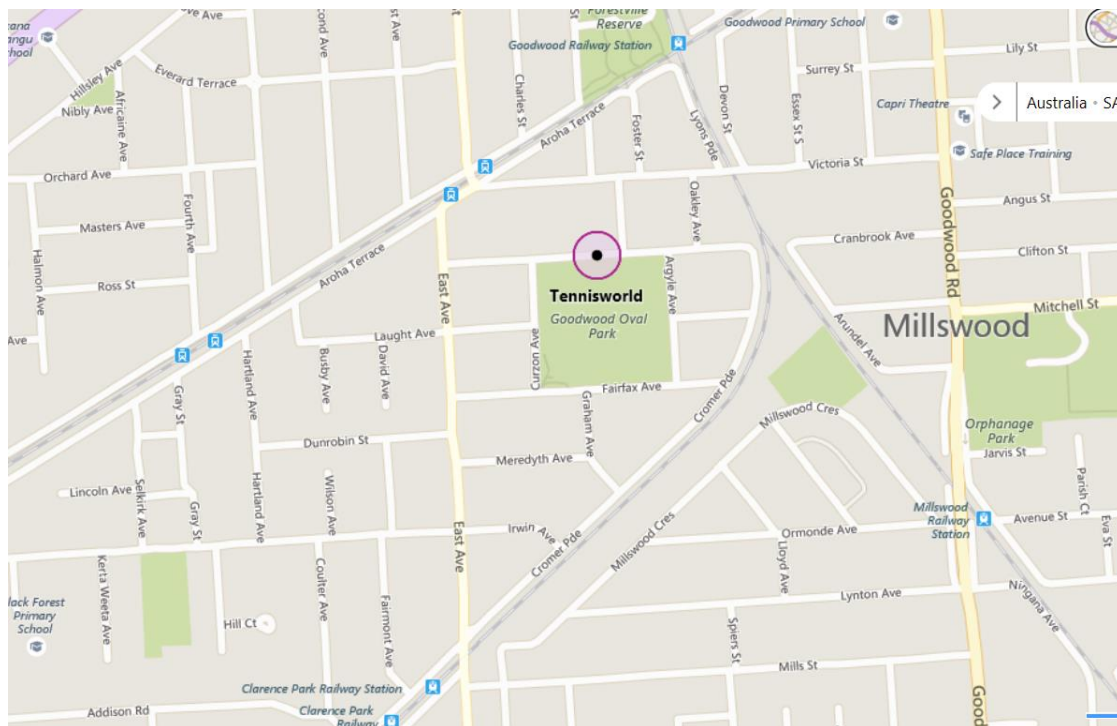 Forestville
Reserve
Goodwood Primary School
Goodwood Railway Station
Lily St
Hillsley Ave
Everard Terrace
Surrey St
Nibly Ave
Africaine Ave
Charles St
Foster St
Devon St
Essex St S
Capri Theatre
Australia • SA
Aroha Terrace
Lyons Pde
Safe Place Training
Victoria St
Orchard Ave
Fourth Ave
Oakley Ave
Angus St
Masters Ave
Cranbrook Ave
Goodwood Rd
Clifton St
Halmon Ave
Aroha Terrace
Ross St
East Ave
Argyle Ave
Tennisworld
Goodwood Oval
Park
Mitchell St
Millswood
Laught Ave
Arundel Ave
Curzon Ave
Ave
Hartland Ave
Busby Ave
David Ave
Gray St
Fairfax Ave
Cromer Pde
Graham Ave
Millswood Cres
Orphanage
Park
Dunrobin St
Jarvis St
Meredyth Ave
Lincoln Ave
Selkirk Ave
Gray St
Hartland Ave
Wilson Ave
Parish Ct
Eva St
Millswood
Railway
Station
Avenue St
East Ave
Irwin Ave
Cromer Pde
Millswood Cres
Ormonde Ave
Lloyd Ave
Kerta Weeta Ave
Coulter Ave
Fairmont Ave
Lynton Ave
Ningana Ave
Primary
School
Hill Ct
Spiers St
Mills St
Clarence Park Railway Station
Clarence Park
Railway
Addison Rd